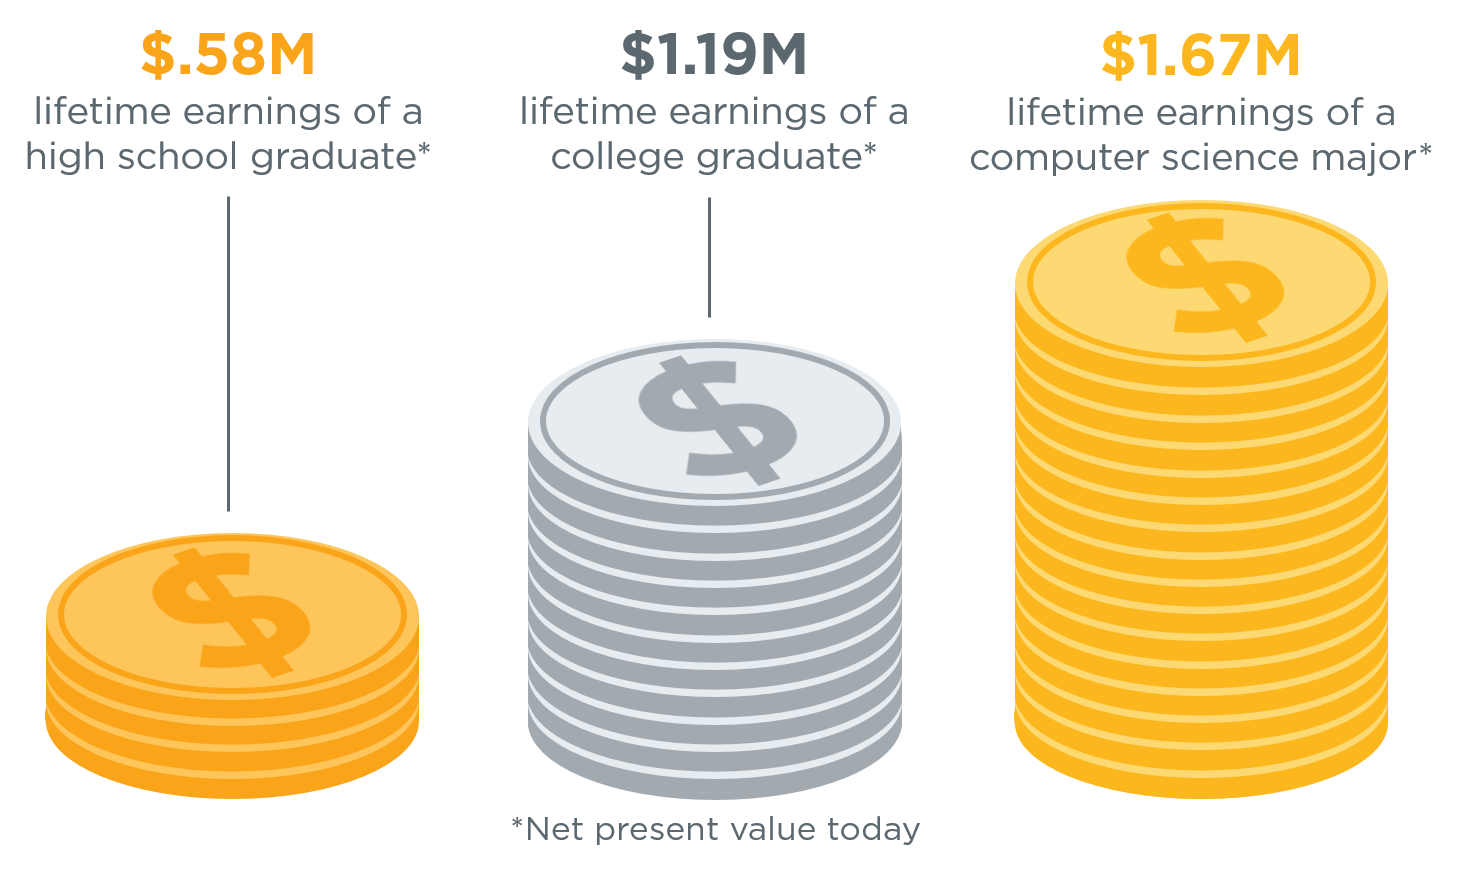 $.58M
lifetime earnings of a
high school graduate*
$1.19M
lifetime earnings of a
college graduate*
$1.67M
lifetime earnings of a
computer science major*
$
$
$
*Net present value today